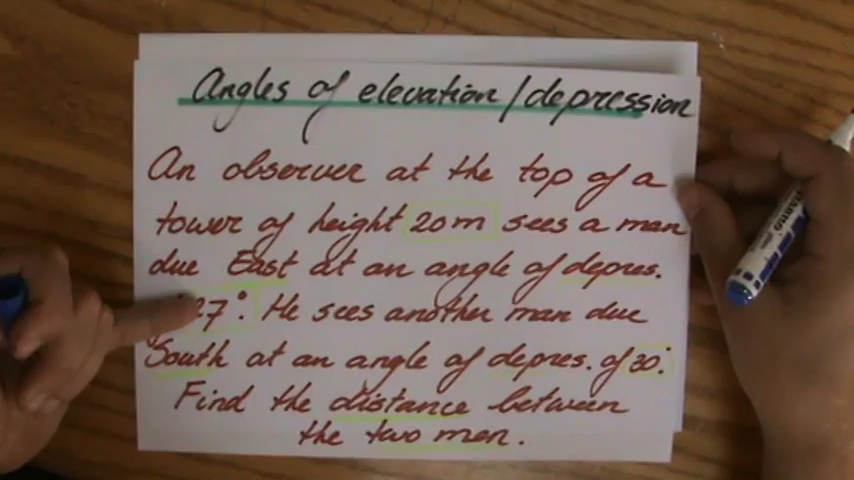 Angles of elevation/depression
An observer at the top of a
tower of height 20m sees a man
due East at an angle of depres.
27°. He sees another man due
South at an angle of depres. of 30°.
Find the distance between
the two men.